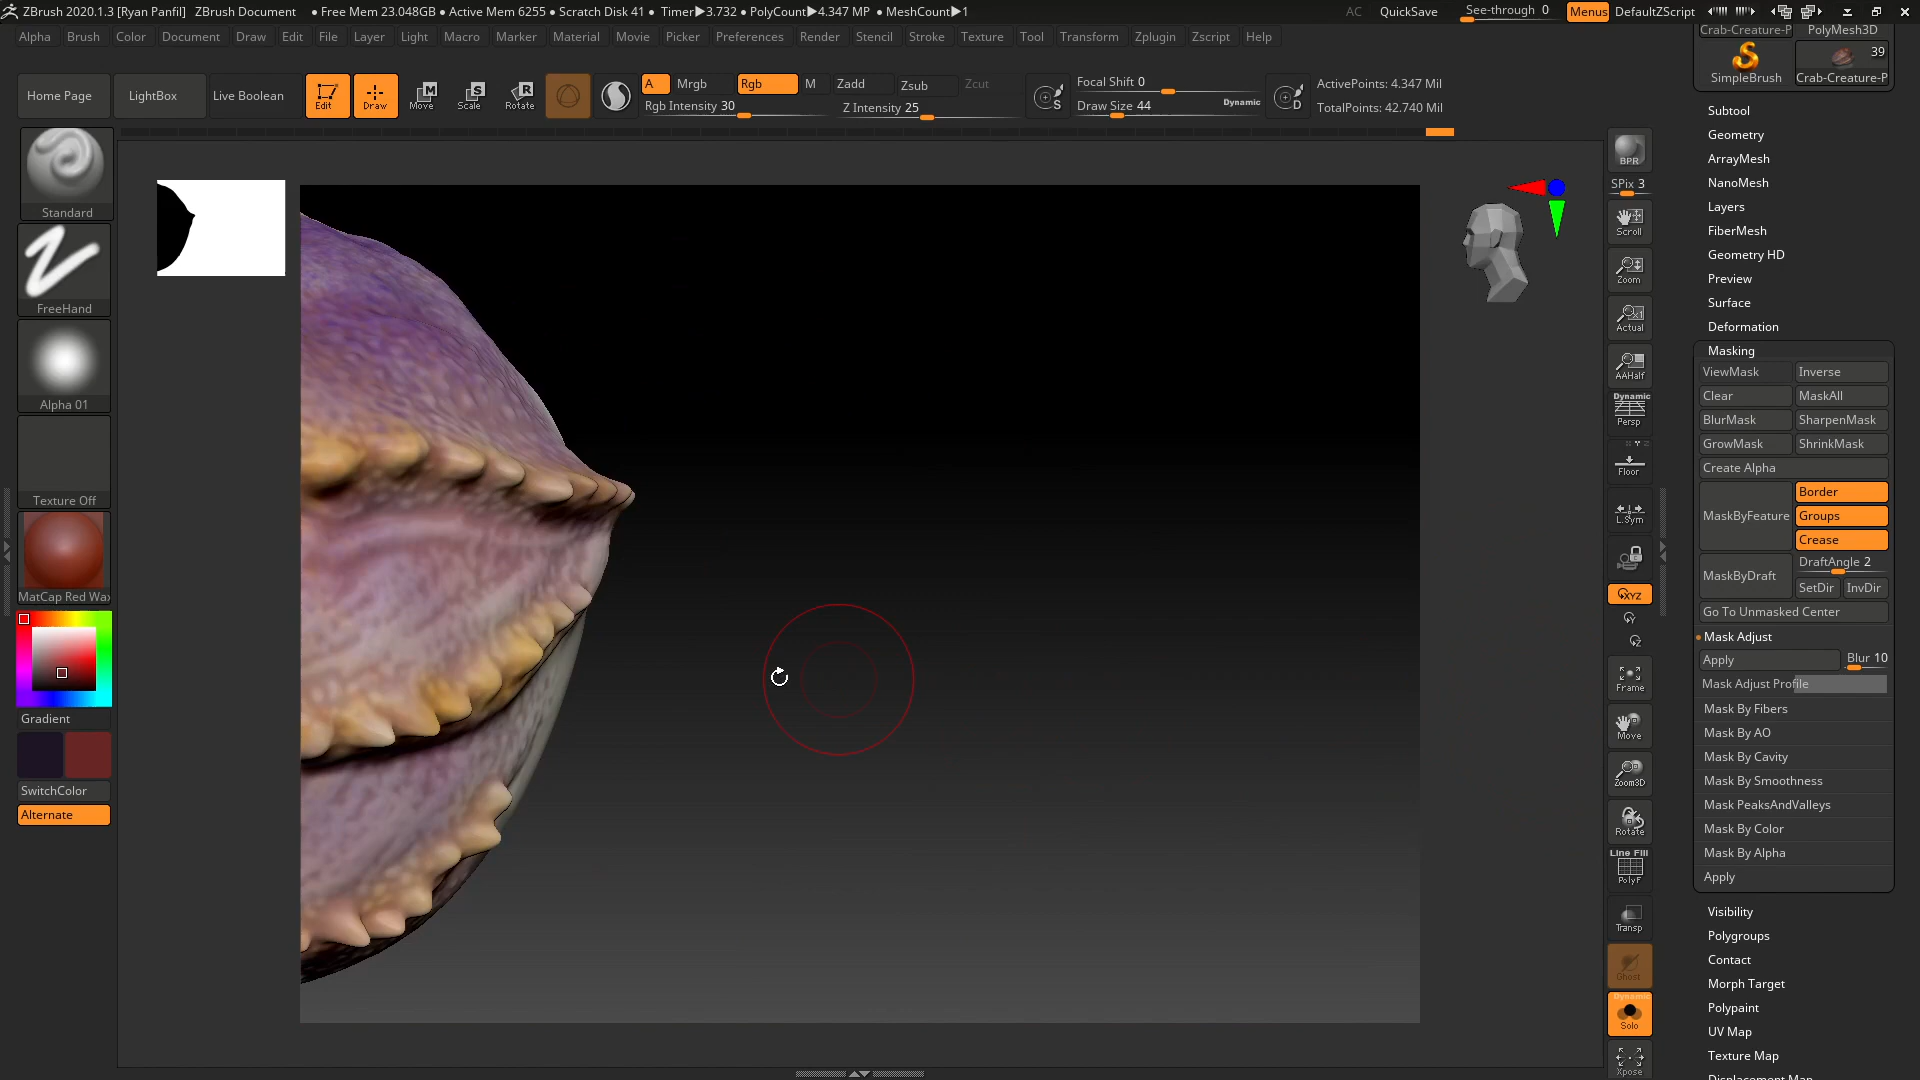 ZBrush 2020.1.3 [Ryan Panfil] ZBrush Document ● Free Mem 23.048GB ● Active Mem 6255 ● Scratch Disk 41 ● Timer▶3.732 ● PolyCount▶4.347 MP ● MeshCount▶1 AC QuickSave See-through 0 Menus DefaultZScript
Alpha Brush Color Document Draw Edit File Layer Light Macro Marker Material Movie Picker Preferences Render Stencil Stroke Texture Tool Transform Zplugin Zscript Help
Home Page LightBox Live Boolean Edit Draw Move Scale Rotate
A Mrgb Rgb M Zadd Zsub Zcut
Rgb Intensity 30 Z Intensity 25
S
Focal Shift 0
Draw Size 44 Dynamic
D
ActivePoints: 4.347 Mil
TotalPoints: 42.740 Mil
Standard
FreeHand
Alpha 01
Texture Off
MatCap Red Wax
Gradient
SwitchColor
Alternate
BPR
SPix 3
Scroll
Zoom
Actual
AAHalf
Dynamic
Persp
Floor
L.Sym
XYZ
Y
Z
Frame
Move
Zoom3D
Rotate
Line Fill
PolyF
Transp
Ghost
Dynamic
Solo
Xpose
Crab-Creature-P PolyMesh3D
39
SimpleBrush Crab-Creature-P
Subtool
Geometry
ArrayMesh
NanoMesh
Layers
FiberMesh
Geometry HD
Preview
Surface
Deformation
Masking
ViewMask Inverse
Clear MaskAll
BlurMask SharpenMask
GrowMask ShrinkMask
Create Alpha
MaskByFeature Border
Groups
Crease
MaskByDraft DraftAngle 2
SetDir InvDir
Go To Unmasked Center
Mask Adjust
Apply Blur 10
Mask Adjust Profile
Mask By Fibers
Mask By AO
Mask By Cavity
Mask By Smoothness
Mask PeaksAndValleys
Mask By Color
Mask By Alpha
Apply
Visibility
Polygroups
Contact
Morph Target
Polypaint
UV Map
Texture Map
Displacement Map